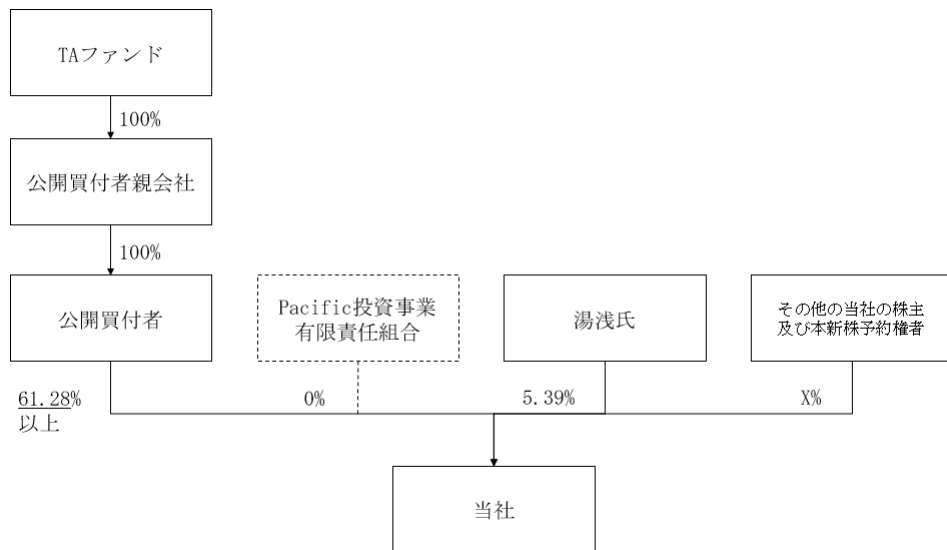 TAファンド
100%
公開買付者親会社
100%
公開買付者
Pacific投資事業
有限責任組合
湯浅氏
その他の当社の株主
及び本新株予約権者
61.28%
以上
0%
5.39%
X%
当社